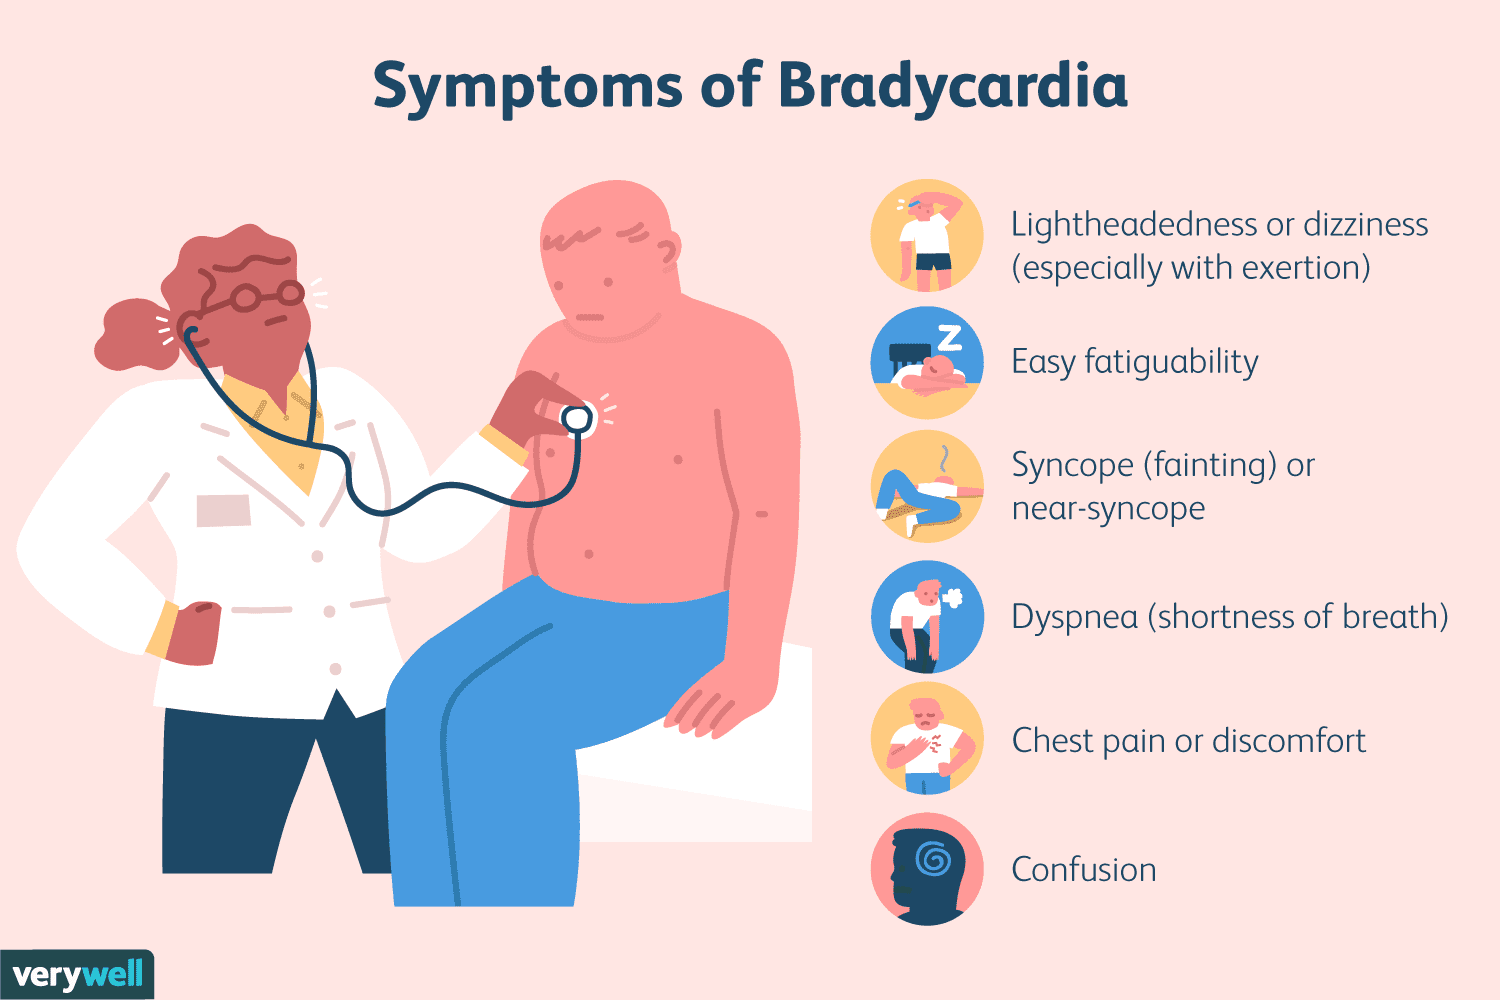 Symptoms of Bradycardia
Lightheadedness or dizziness
(especially with exertion)
Z
Easy fatiguability
Syncope (fainting) or
near-syncope
Dyspnea (shortness of breath)
Chest pain or discomfort
Confusion
verywell